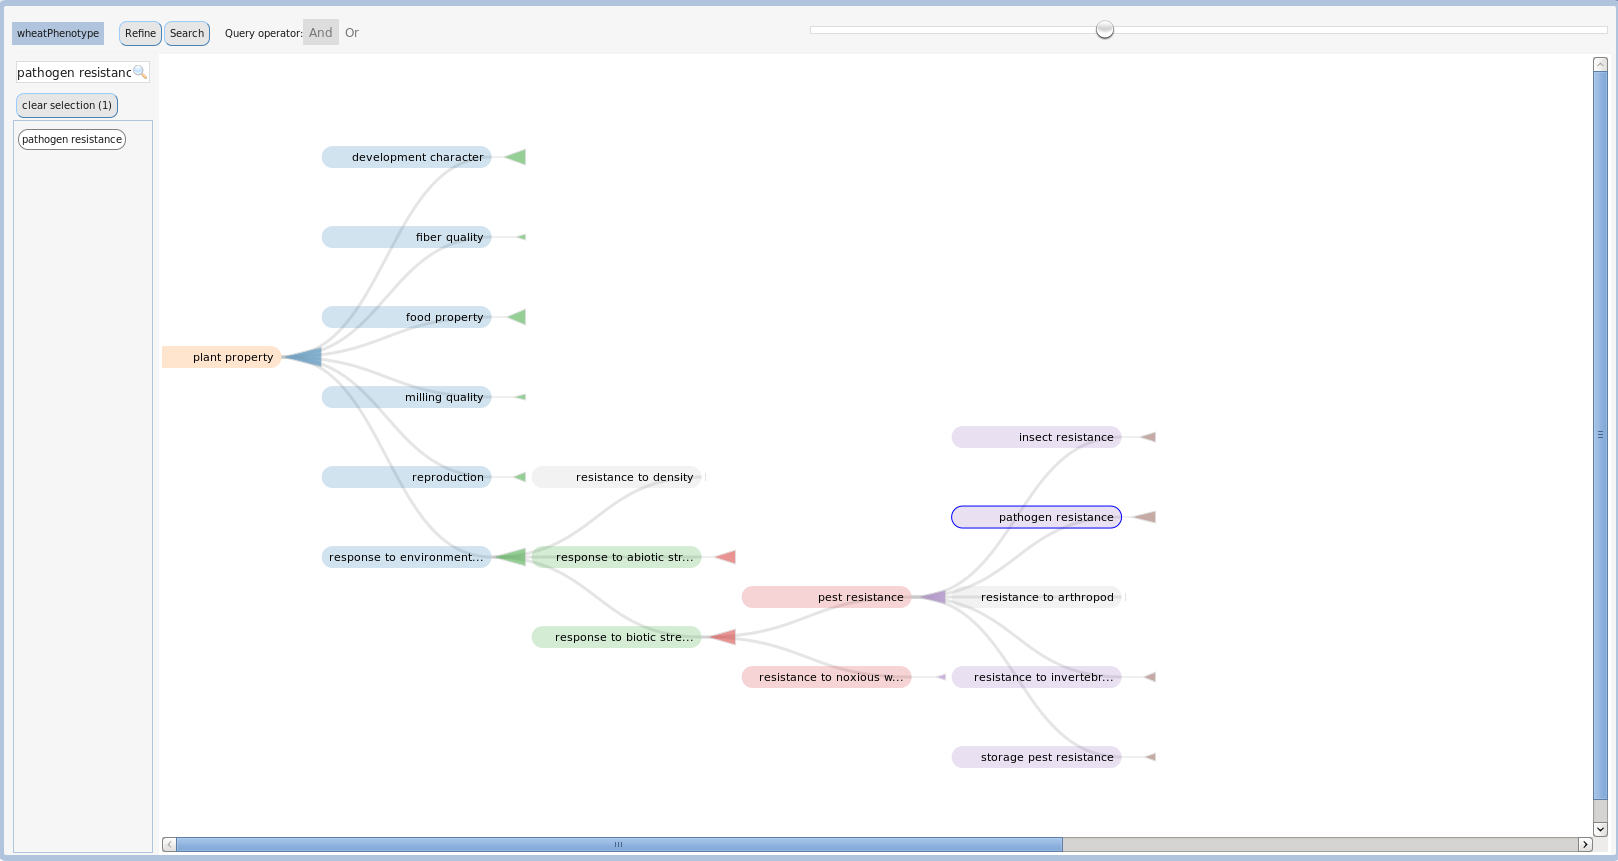 wheatPhenotype Refine Search Query operator: And Or
pathogen resistanc
clear selection (1)
pathogen resistance
development character
fiber quality
food property
plant property
milling quality
insect resistance
reproduction
resistance to density
pathogen resistance
response to environment...
response to abiotic str...
pest resistance
resistance to arthropod
response to biotic stre...
resistance to noxious w...
resistance to invertebr...
storage pest resistance